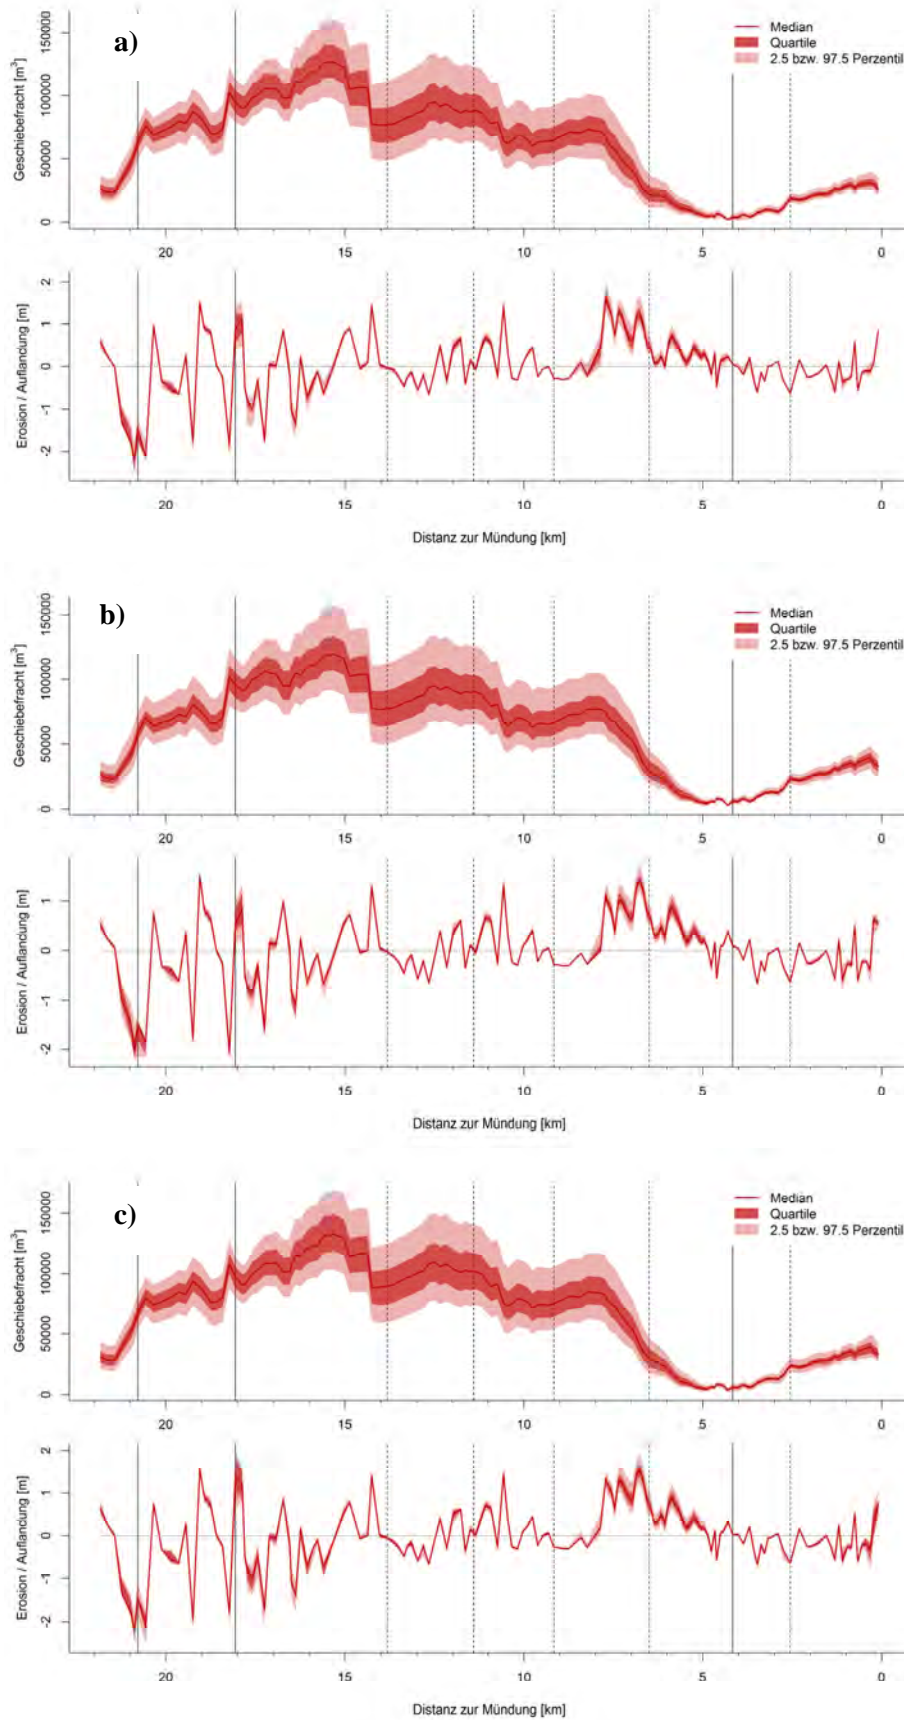 a)
Median
Quartile
2.5 bzw. 97.5 Perzentil
Geschiebefracht [m³]
150000
100000
50000
0
20 15 10 5 0
Erosion / Auflandung [m]
2
1
0
-1
-2
20 15 10 5 0
Distanz zur Mündung [km]
b)
Median
Quartile
2.5 bzw. 97.5 Perzentil
Geschiebefracht [m³]
150000
100000
50000
0
20 15 10 5 0
Erosion / Auflandung [m]
1
0
-1
-2
20 15 10 5 0
Distanz zur Mündung [km]
c)
Median
Quartile
2.5 bzw. 97.5 Perzentil
Geschiebefracht [m³]
150000
100000
50000
0
20 15 10 5 0
Erosion / Auflandung [m]
2
1
0
-1
-2
20 15 10 5 0
Distanz zur Mündung [km]